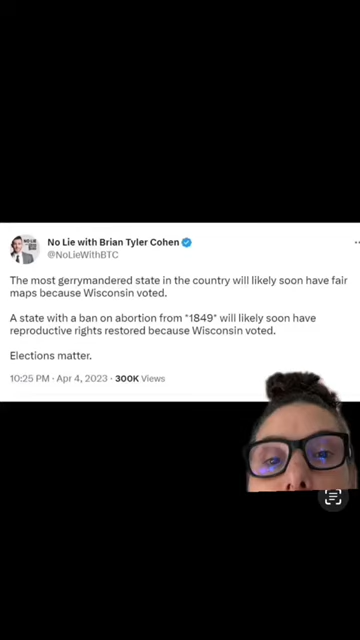 No Lie with Brian Tyler Cohen
@NoLieWithBTC
The most gerrymandered state in the country will likely soon have fair
maps because Wisconsin voted.
A state with a ban on abortion from "1849" will likely soon have
reproductive rights restored because Wisconsin voted.
Elections matter.
10:25 PM · Apr 4, 2023 · 300K Views